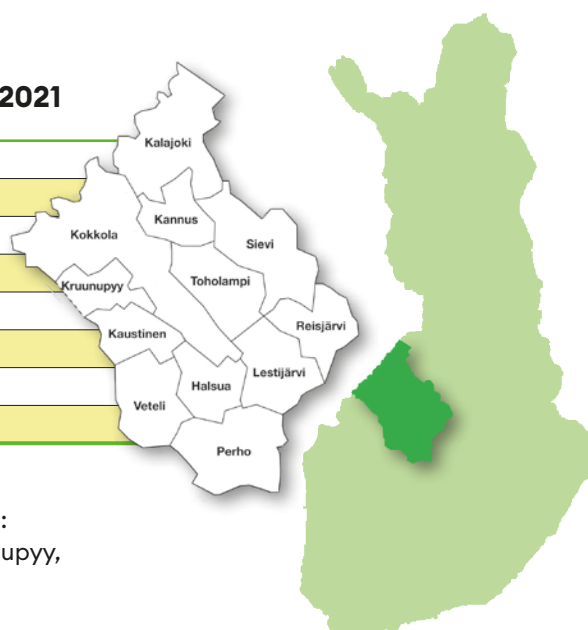 2021
Kalajoki
Kannus
Kokkola
Sievi
Toholampi
Kruunupyy
Reisjärvi
Kaustinen
Lestijärvi
Halsua
Veteli
Perho
:
upyy,